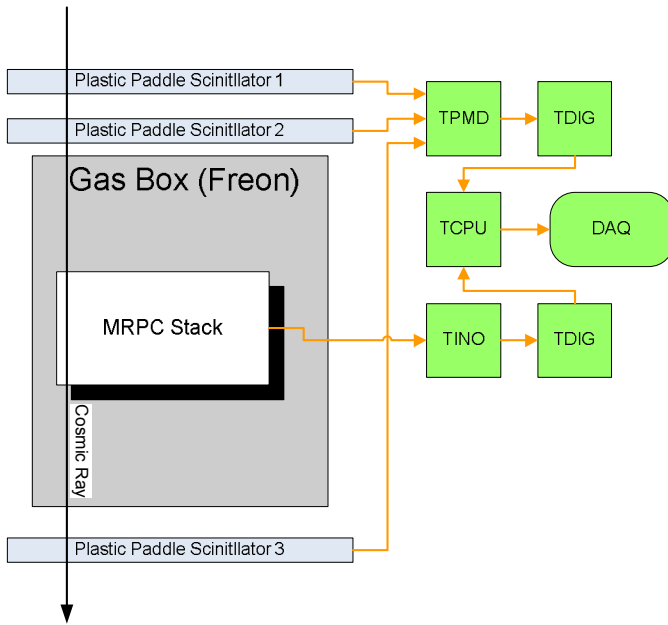 Plastic Paddle Scinitllator 1
Plastic Paddle Scinitllator 2
TPMD
TDIG
Gas Box (Freon)
TCPU
DAQ
MRPC Stack
TINO
TDIG
Cosmic Ray
Plastic Paddle Scinitllator 3